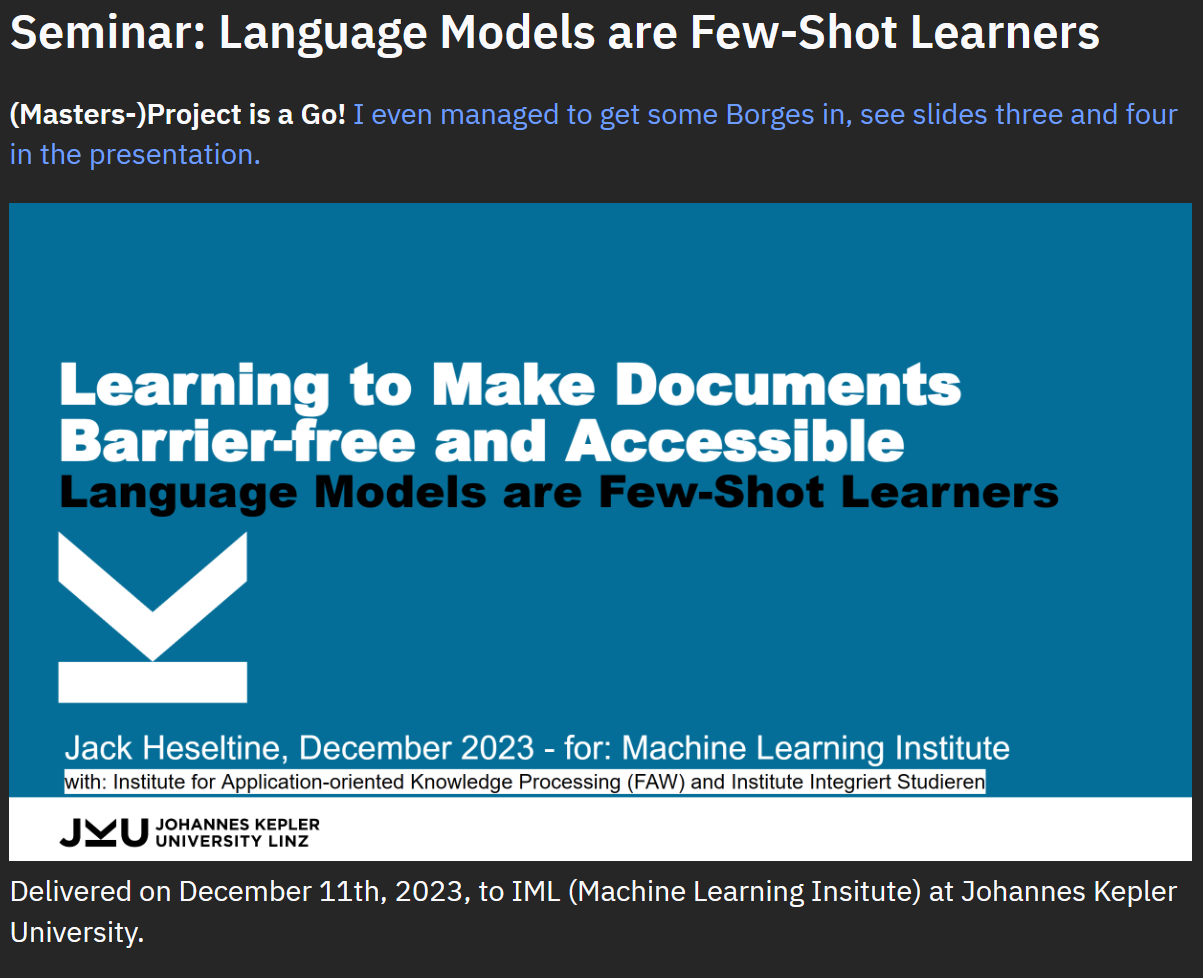 Seminar: Language Models are Few-Shot Learners
(Masters-)Project is a Go! I even managed to get some Borges in, see slides three and four
in the presentation.
Learning to Make Documents
Barrier-free and Accessible
Language Models are Few-Shot Learners
Jack Heseltine, December 2023 - for: Machine Learning Institute
with: Institute for Application-oriented Knowledge Processing (FAW) and Institute Integriert Studieren
JKU JOHANNES KEPLER
UNIVERSITY LINZ
Delivered on December 11th, 2023, to IML (Machine Learning Insitute) at Johannes Kepler
University.